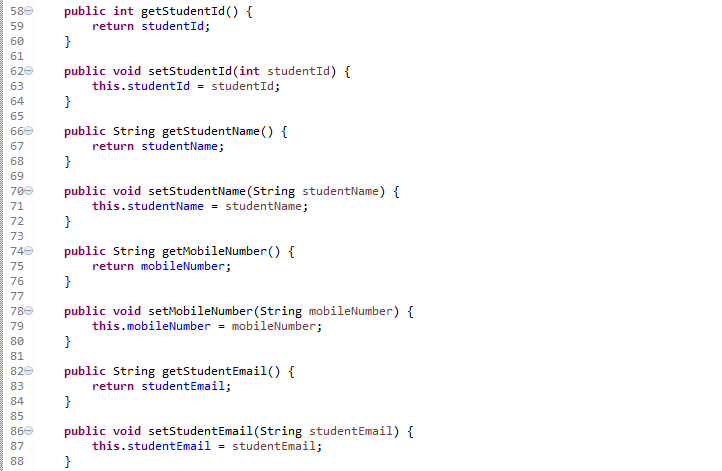 58 public int getStudentId() {
59 return studentId;
60 }
61
62 public void setStudentId(int studentId) {
63 this.studentId = studentId;
64 }
65
66 public String getStudentName() {
67 return studentName;
68 }
69
70 public void setStudentName(String studentName) {
71 this.studentName = studentName;
72 }
73
74 public String getMobileNumber() {
75 return mobileNumber;
76 }
77
78 public void setMobileNumber(String mobileNumber) {
79 this.mobileNumber = mobileNumber;
80 }
81
82 public String getStudentEmail() {
83 return studentEmail;
84 }
85
86 public void setStudentEmail(String studentEmail) {
87 this.studentEmail = studentEmail;
88 }